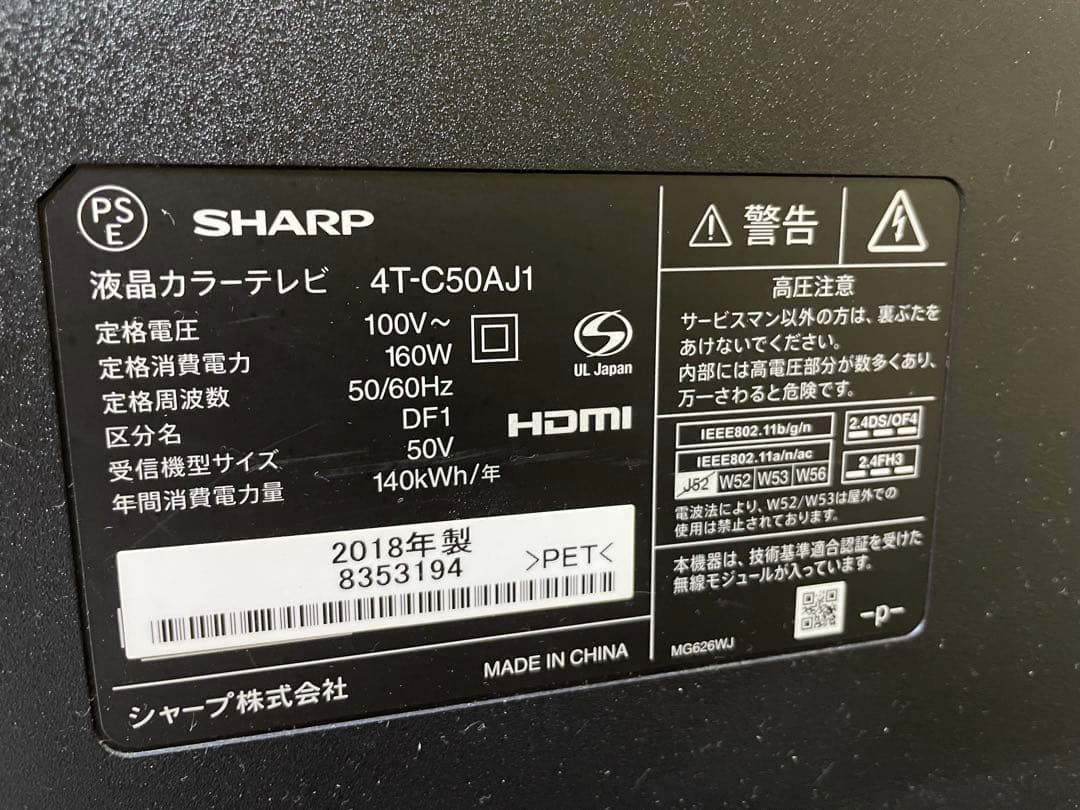 PSE
SHARP
液晶カラーテレビ 4T-C50AJ1
定格電圧 100V～
定格消費電力 160W
定格周波数 50/60Hz
区分名 DF1
受信機型サイズ 50V
年間消費電力量 140kWh/年
UL Japan
HDMI
2018年製
8353194
>PET<
シャープ株式会社
MADE IN CHINA
警告
高圧注意
サービスマン以外の方は、裏ぶたを
あけないでください。
内部には高電圧部分が数多くあり、
万一さわると危険です。
IEEE802.11b/g/n
2.4DS/OF4
IEEE802.11a/n/ac
J52 W52 W53 W56
2.4FH3
電波法により、W52/W53は屋外での
使用は禁止されております。
本機器は、技術基準適合認証を受けた
無線モジュールが入っています。
MG626WJ
-p-